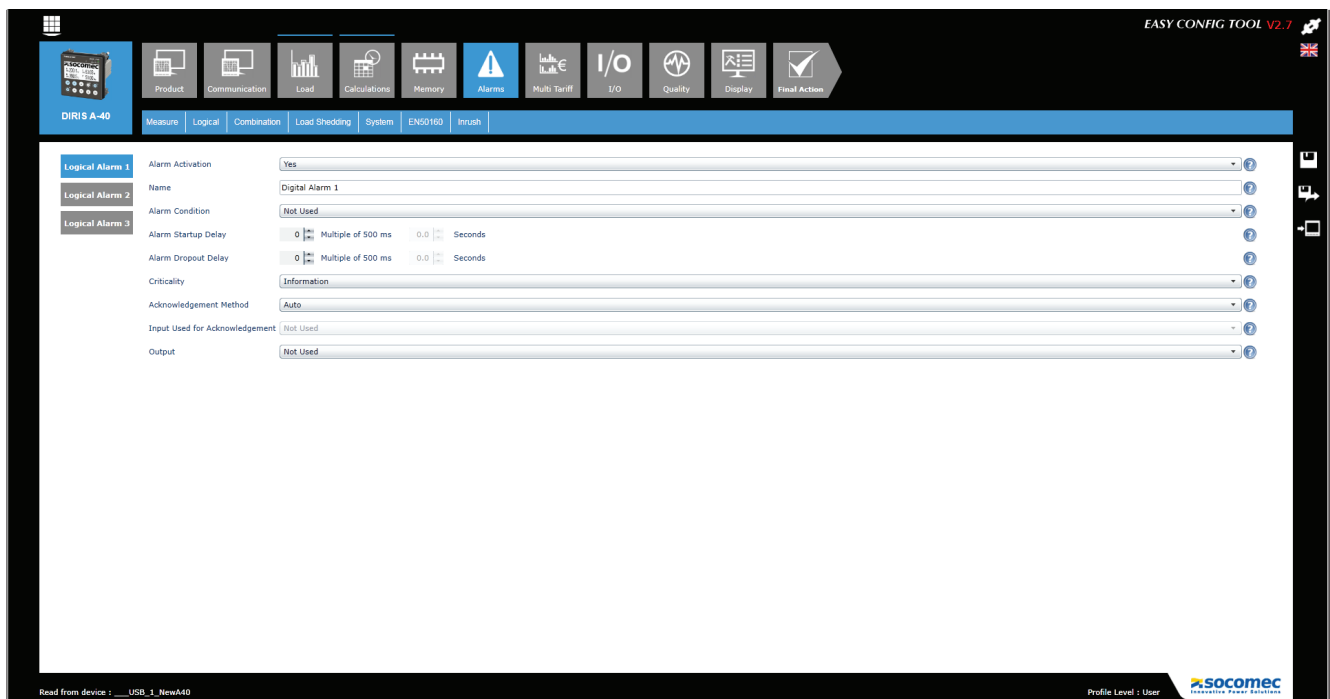 EASY CONFIG TOOL V2.7
Product
Communication
Load
Calculations
Memory
Alarms
Multi Tariff
I/O
I/O
Quality
Display
Final Action
DIRIS A-40
Measure
Logical
Combination
Load Shedding
System
EN50160
Inrush
Logical Alarm 1
Logical Alarm 2
Logical Alarm 3
Alarm Activation Yes
Name Digital Alarm 1
Alarm Condition Not Used
Alarm Startup Delay 0 Multiple of 500 ms 0.0 Seconds
Alarm Dropout Delay 0 Multiple of 500 ms 0.0 Seconds
Criticality Information
Acknowledgement Method Auto
Input Used for Acknowledgement Not Used
Output Not Used
Read from device : ___USB_1_NewA40
Profile Level : User
socomec
Innovative Power Solutions